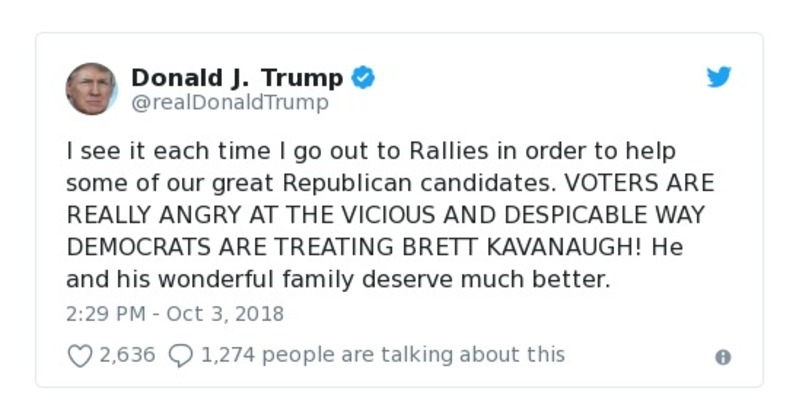 Donald J. Trump
@realDonaldTrump
I see it each time I go out to Rallies in order to help
some of our great Republican candidates. VOTERS ARE
REALLY ANGRY AT THE VICIOUS AND DESPICABLE WAY
DEMOCRATS ARE TREATING BRETT KAVANAUGH! He
and his wonderful family deserve much better.
2:29 PM - Oct 3, 2018
2,636 1,274 people are talking about this